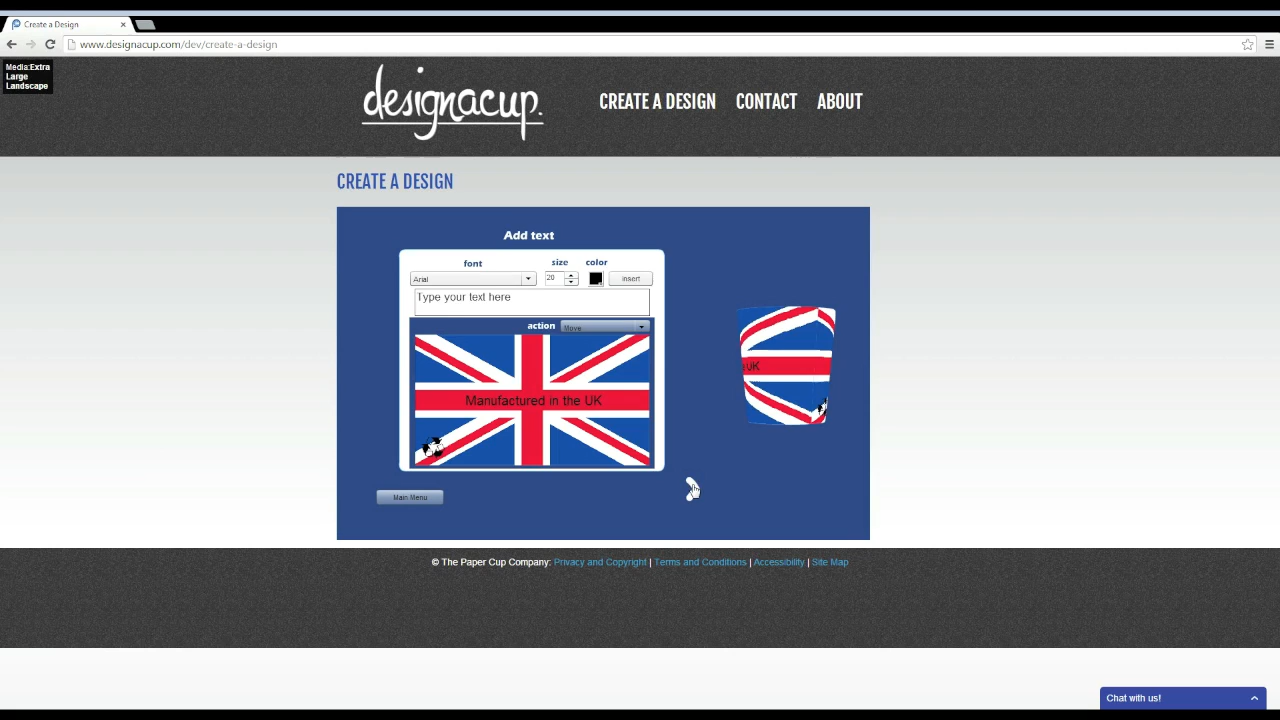 Create a Design
www.designacup.com/dev/create-a-design
Media:Extra
Large
Landscape
designacup.
CREATE A DESIGN
CONTACT
ABOUT
CREATE A DESIGN
Add text
font
size
color
Arial
20
insert
Type your text here
action
Move
Manufactured in the UK
UK
Main Menu
© The Paper Cup Company: Privacy and Copyright | Terms and Conditions | Accessibility | Site Map
Chat with us!